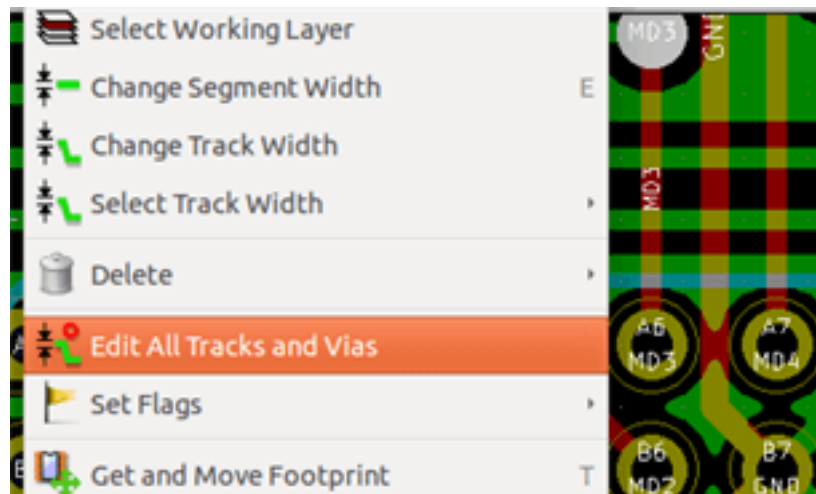 Select Working Layer
MD3
GND
Change Segment Width E
Change Track Width
MD3
Select Track Width
Delete
A6 A7
Edit All Tracks and Vias
MD3 MD4
Set Flags
B6 B7
Get and Move Footprint T
MD2 GND